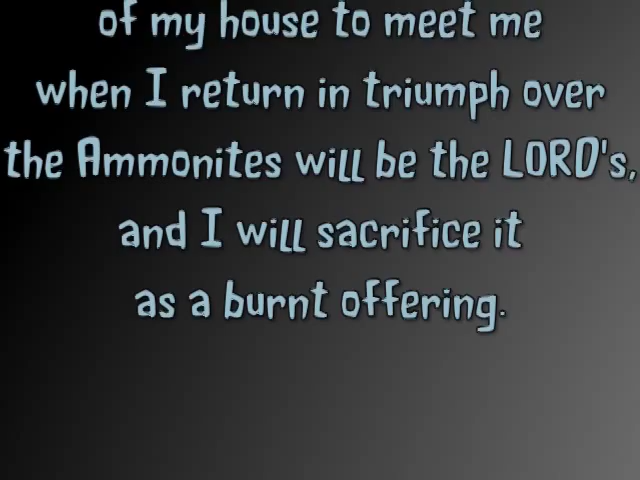 of my house to meet me
when I return in triumph over
the Ammonites will be the LORD's,
and I will sacrifice it
as a burnt offering.